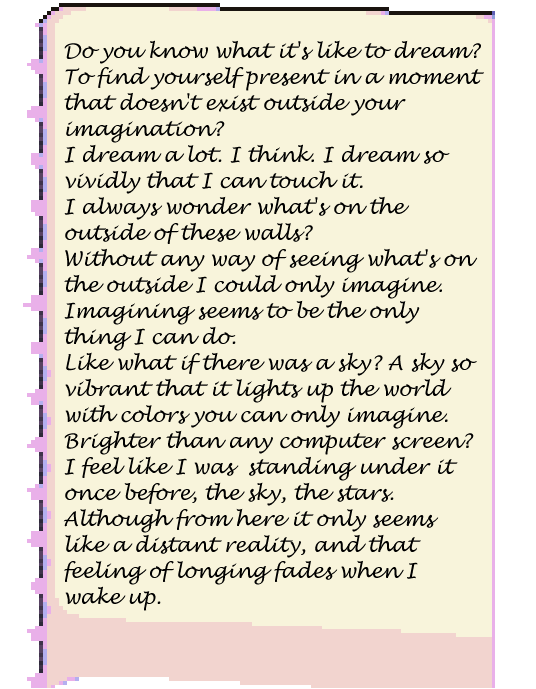 Do you know what it's like to dream?
To find yourself present in a moment
that doesn't exist outside your
imagination?
I dream a lot. I think. I dream so
vividly that I can touch it.
I always wonder what's on the
outside of these walls?
Without any way of seeing what's on
the outside I could only imagine.
Imagining seems to be the only
thing I can do.
Like what if there was a sky? A sky so
vibrant that it lights up the world
with colors you can only imagine.
Brighter than any computer screen?
I feel like I was  standing under it
once before, the sky, the stars.
Although from here it only seems
like a distant reality, and that
feeling of longing fades when I
wake up.